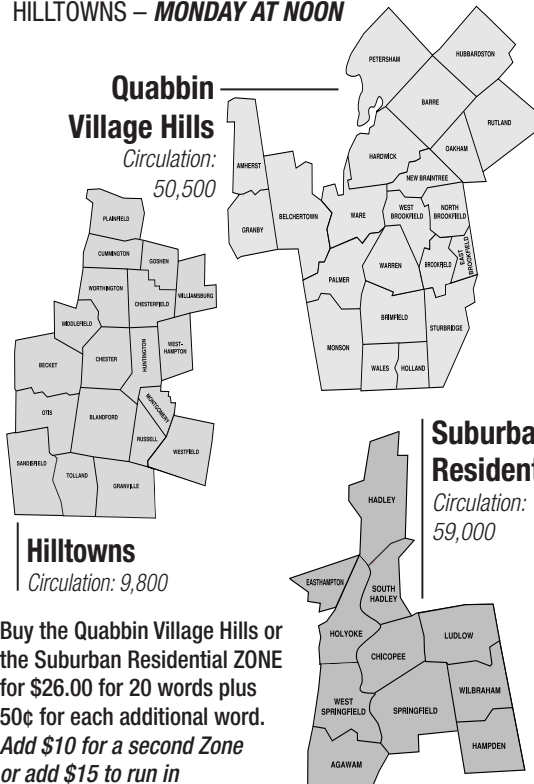 HILLTOWNS – MONDAY AT NOON
Quabbin
Village Hills
Circulation:
50,500
PETERSHAM
HUBBARDSTON
BARRE
RUTLAND
OAKHAM
HARDWICK
NEW BRAINTREE
AMHERST
GRANBY
BELCHERTOWN
WARE
WEST
BROOKFIELD
NORTH
BROOKFIELD
EAST
BROOKFIELD
BROOKFIELD
WARREN
PALMER
BRIMFIELD
STURBRIDGE
MONSON
WALES
HOLLAND
PLAINFIELD
CUMMINGTON
GOSHEN
WORTHINGTON
CHESTERFIELD
WILLIAMSBURG
MIDDLEFIELD
HUNTINGTON
WEST-
HAMPTON
CHESTER
BECKET
MONTGOMERY
OTIS
BLANDFORD
RUSSELL
WESTFIELD
SANDISFIELD
TOLLAND
GRANVILLE
Hilltowns
Circulation: 9,800
Suburba
Resident
Circulation:
59,000
HADLEY
EASTHAMPTON
SOUTH
HADLEY
HOLYOKE
LUDLOW
CHICOPEE
WEST
SPRINGFIELD
SPRINGFIELD
WILBRAHAM
HAMPDEN
AGAWAM
Buy the Quabbin Village Hills or
the Suburban Residential ZONE
for $26.00 for 20 words plus
50¢ for each additional word.
Add $10 for a second Zone
or add $15 to run in